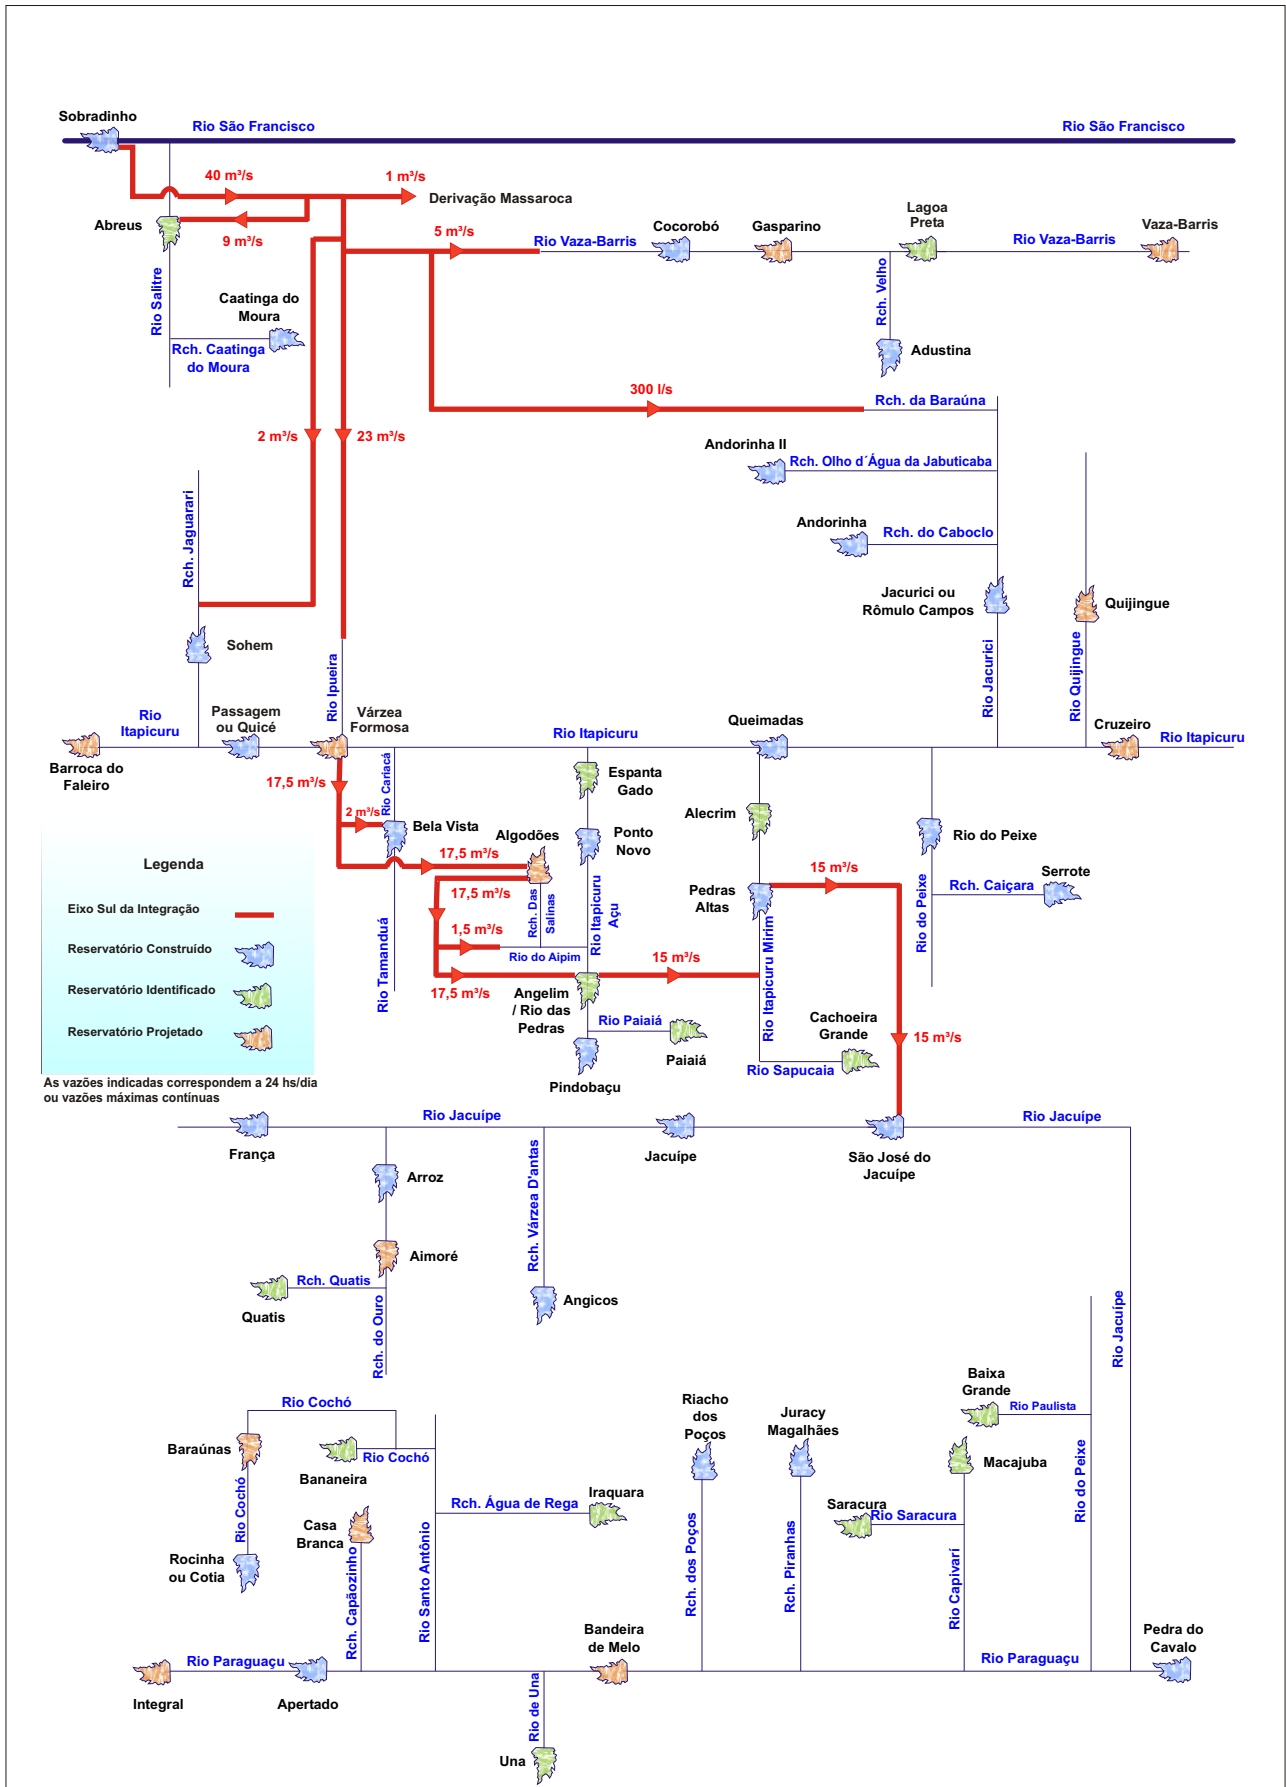 Sobradinho
Rio São Francisco
Rio São Francisco
40 m³/s
1 m³/s
Derivação Massaroca
Abreus
9 m³/s
5 m³/s
Rio Vaza-Barris
Cocorobó
Gasparino
Lagoa
Preta
Rio Vaza-Barris
Vaza-Barris
Rio Salitre
Caatinga do
Moura
Rch. Caatinga
do Moura
Rch. Velho
Adustina
300 l/s
Rch. da Baraúna
2 m³/s
23 m³/s
Andorinha II
Rch. Olho d´Água da Jabuticaba
Rch. Jaguarari
Andorinha
Rch. do Caboclo
Jacurici ou
Rômulo Campos
Quijingue
Sohem
Rio Ipueira
Rio Jacurici
Rio Quijingue
Rio
Itapicuru
Passagem
ou Quicé
Várzea
Formosa
Rio Itapicuru
Queimadas
Cruzeiro
Rio Itapicuru
Barroca do
Faleiro
17,5 m³/s
Rio Cariacá
Espanta
Gado
2 m³/s
Bela Vista
Algodões
Ponto
Novo
Alecrim
Rio do Peixe
17,5 m³/s
15 m³/s
Serrote
Rch. Caiçara
Legenda
Eixo Sul da Integração
Reservatório Construído
Reservatório Identificado
Reservatório Projetado
As vazões indicadas correspondem a 24 hs/dia
ou vazões máximas contínuas
17,5 m³/s
Rch. Das
Salinas
Rio Itapicuru
Açu
Pedras
Altas
Rio do Peixe
1,5 m³/s
Rio do Aipim
Rio Tamanduá
17,5 m³/s
15 m³/s
Rio Itapicuru Mirim
Angelim
/ Rio das
Pedras
Rio Paiaiá
Paiaiá
Cachoeira
Grande
15 m³/s
Pindobaçu
Rio Sapucaia
Rio Jacuípe
Rio Jacuípe
França
Jacuípe
São José do
Jacuípe
Arroz
Rch. Várzea D'antas
Aimoré
Rch. Quatis
Quatis
Rch. do Ouro
Angicos
Rio Jacuípe
Rio Cochó
Baraúnas
Bananeira
Rio Cochó
Riacho
dos
Poços
Juracy
Magalhães
Baixa
Grande
Rio Paulista
Macajuba
Rio Cochó
Casa
Branca
Rch. Água de Rega
Iraquara
Saracura
Rio Saracura
Rio do Peixe
Rocinha
ou Cotia
Rch. Capãozinho
Rio Santo Antônio
Rch. dos Poços
Rch. Piranhas
Rio Capivarí
Rio Paraguaçu
Bandeira
de Melo
Rio Paraguaçu
Pedra do
Cavalo
Integral
Apertado
Rio de Una
Una